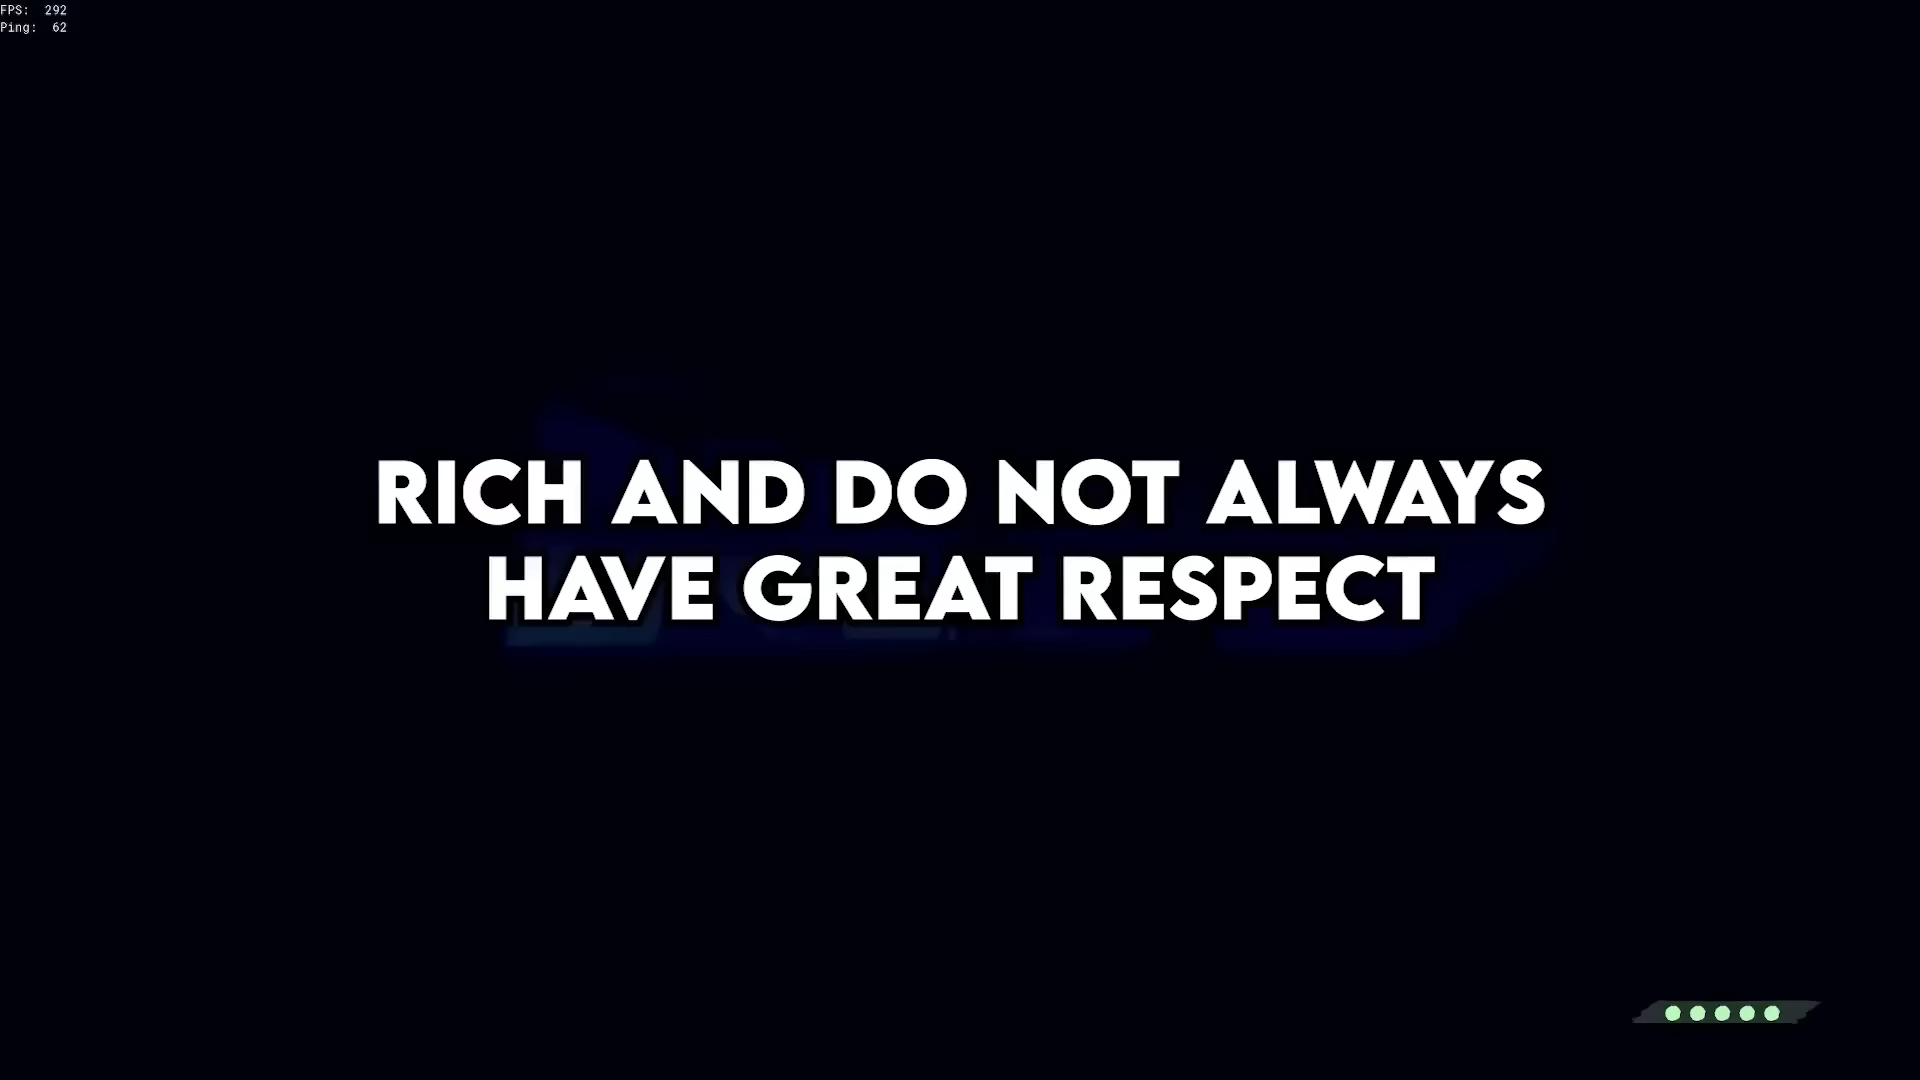 FPS: 292
Ping: 62
RICH AND DO NOT ALWAYS
HAVE GREAT RESPECT